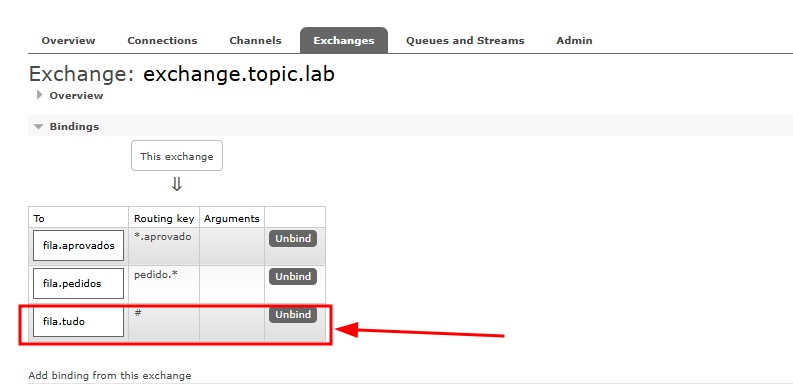 Overview Connections Channels Exchanges Queues and Streams Admin
Exchange: exchange.topic.lab
Overview
Bindings
This exchange
⇓
To Routing key Arguments
fila.aprovados *.aprovado Unbind
fila.pedidos pedido.* Unbind
fila.tudo # Unbind
Add binding from this exchange